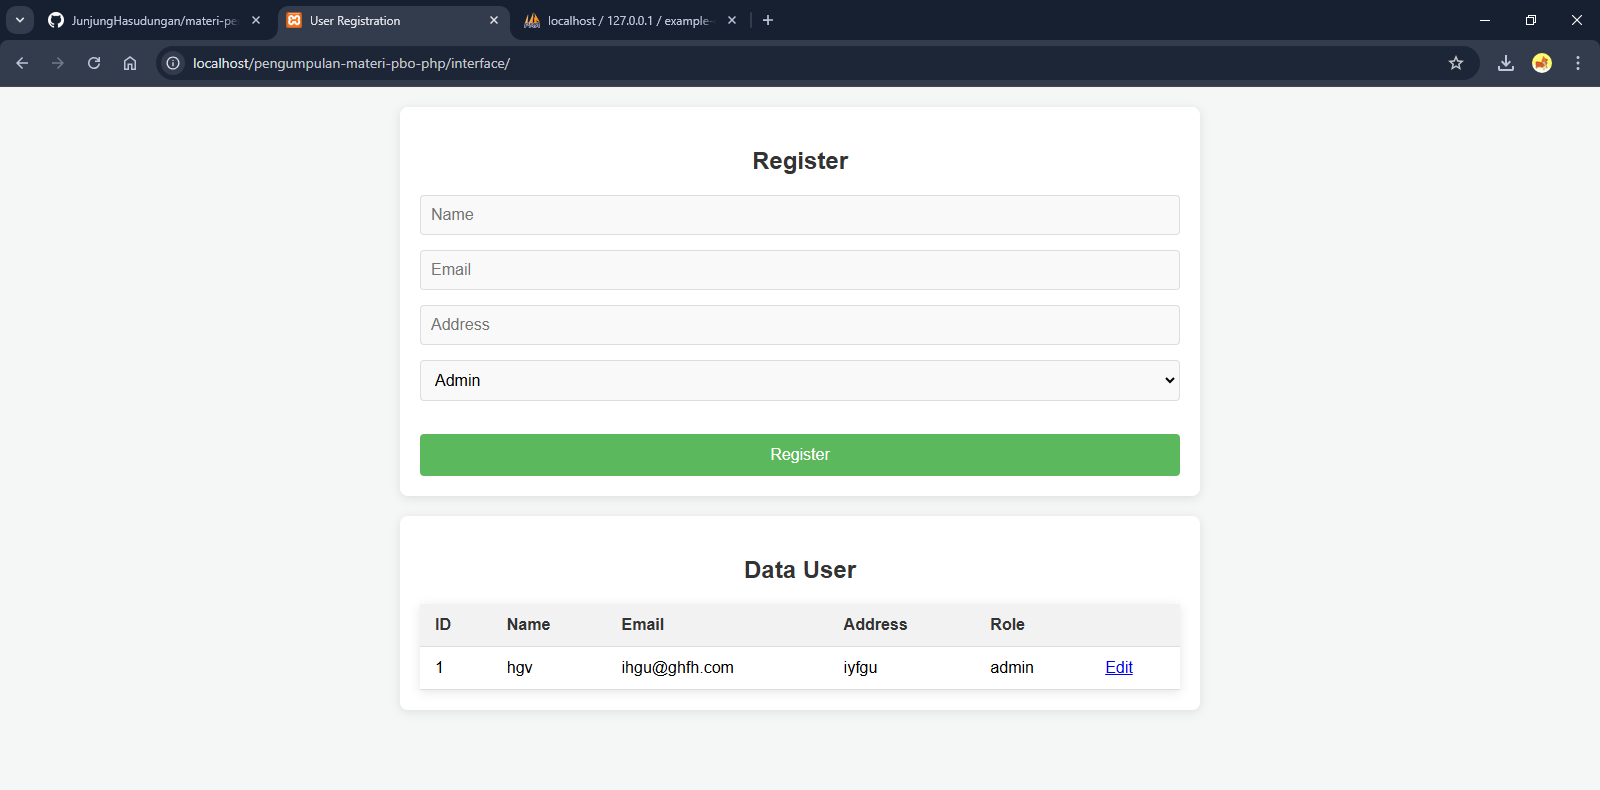 JunjungHasudungan/materi-pe
User Registration
localhost / 127.0.0.1 / example-
localhost/pengumpulan-materi-pbo-php/interface/
Register
Name
Email
Address
Admin
Register
Data User
ID Name Email Address Role
1 hgv ihgu@ghfh.com iyfgu admin Edit